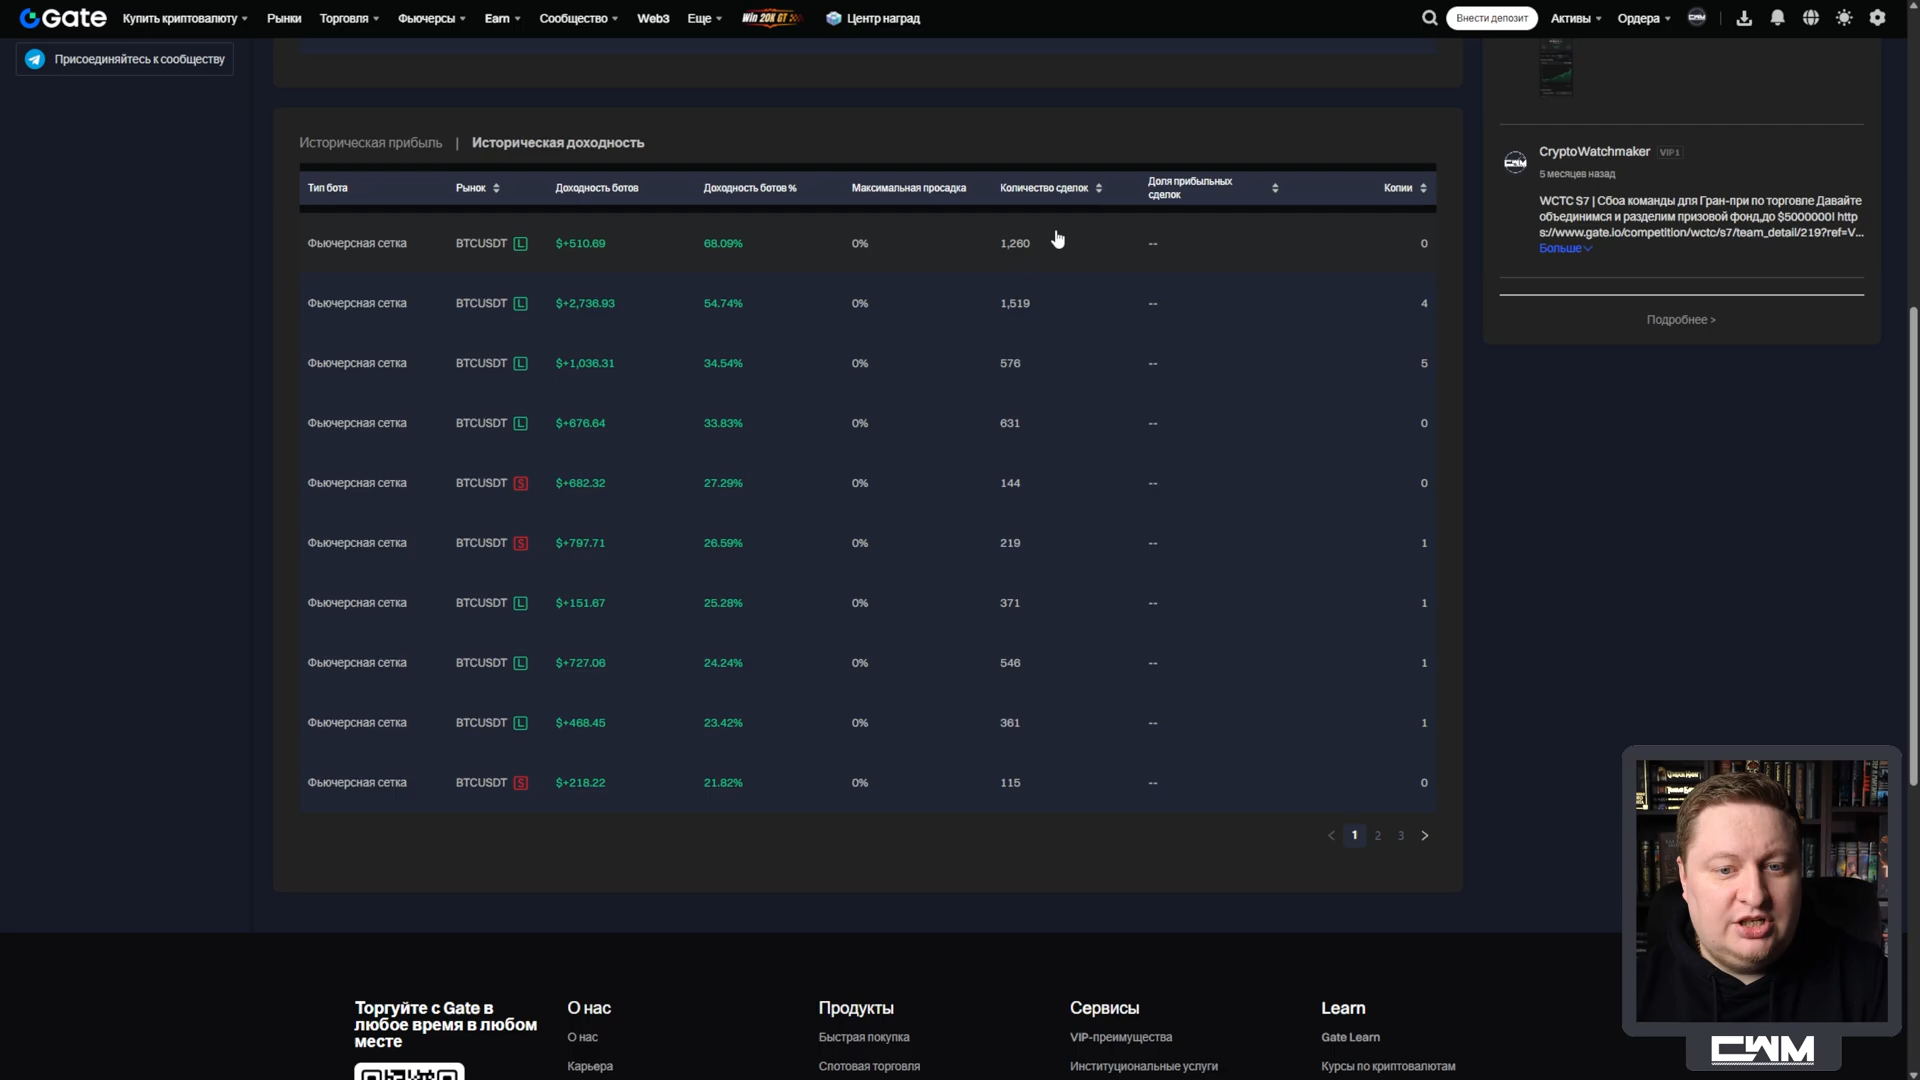 Gate
Купить криптовалюту
Рынки
Торговля
Фьючерсы
Earn
Сообщество
Web3
Еще
Win 20K GT
Центр наград
Внести депозит
Активы
Ордера
Присоединяйтесь к сообществу
Историческая прибыль | Историческая доходность
Тип бота Рынок Доходность ботов Доходность ботов % Максимальная просадка Количество сделок Доля прибыльных сделок Копии
Фьючерсная сетка BTCUSDT L $+510.69 68.09% 0% 1,260 -- 0
Фьючерсная сетка BTCUSDT L $+2,736.93 54.74% 0% 1,519 -- 4
Фьючерсная сетка BTCUSDT L $+1,036.31 34.54% 0% 576 -- 5
Фьючерсная сетка BTCUSDT L $+676.64 33.83% 0% 631 -- 0
Фьючерсная сетка BTCUSDT S $+682.32 27.29% 0% 144 -- 0
Фьючерсная сетка BTCUSDT S $+797.71 26.59% 0% 219 -- 1
Фьючерсная сетка BTCUSDT L $+151.67 25.28% 0% 371 -- 1
Фьючерсная сетка BTCUSDT L $+727.06 24.24% 0% 546 -- 1
Фьючерсная сетка BTCUSDT L $+468.45 23.42% 0% 361 -- 1
Фьючерсная сетка BTCUSDT S $+218.22 21.82% 0% 115 -- 0
< 1 2 3 >
CryptoWatchmaker VIP1
5 месяцев назад
WCTC S7 | Сбоа команды для Гран-при по торговле Давайте
объединимся и разделим призовой фонд,до $5000000! http
s://www.gate.io/competition/wctc/s7/team_detail/219?ref=V...
Больше
Подробнее >
Торгуйте с Gate в
любое время в любом
месте
О нас
О нас
Карьера
Продукты
Быстрая покупка
Спотовая торговля
Сервисы
VIP-преимущества
Институциональные услуги
Learn
Gate Learn
Курсы по криптовалютам
CWM